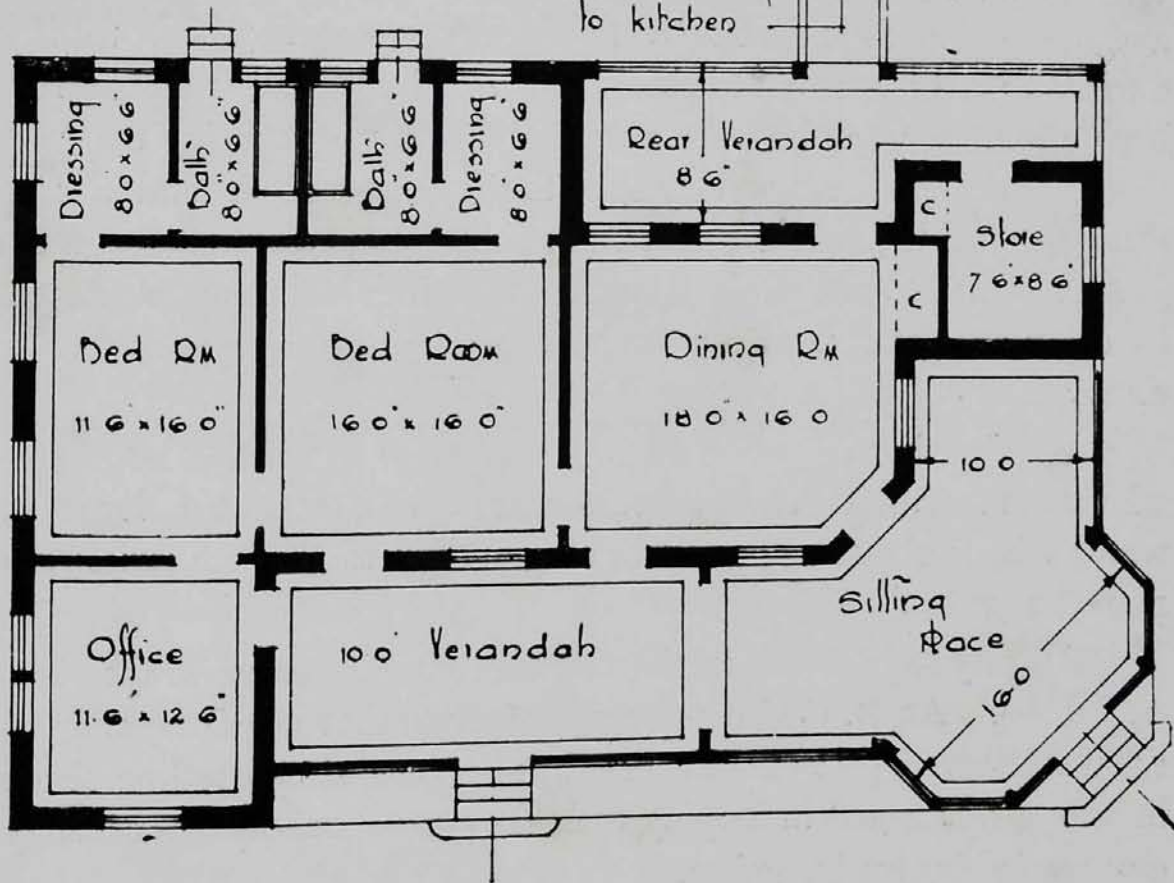 to kitchen
Dressing
8'0" x 6'6"
Bath
8'0" x 6'6"
Bath
8'0" x 6'6"
Dressing
8'0" x 6'6"
Rear Verandah
8'6"
C
Store
7'6" x 8'6"
C
Bed Rm
11'6" x 16'0"
Bed Room
16'0" x 16'0"
Dining Rm
18'0" x 16'0
10'0
Sitting
Place
16'0
Office
11'.6" x 12'6"
10'0" Verandah